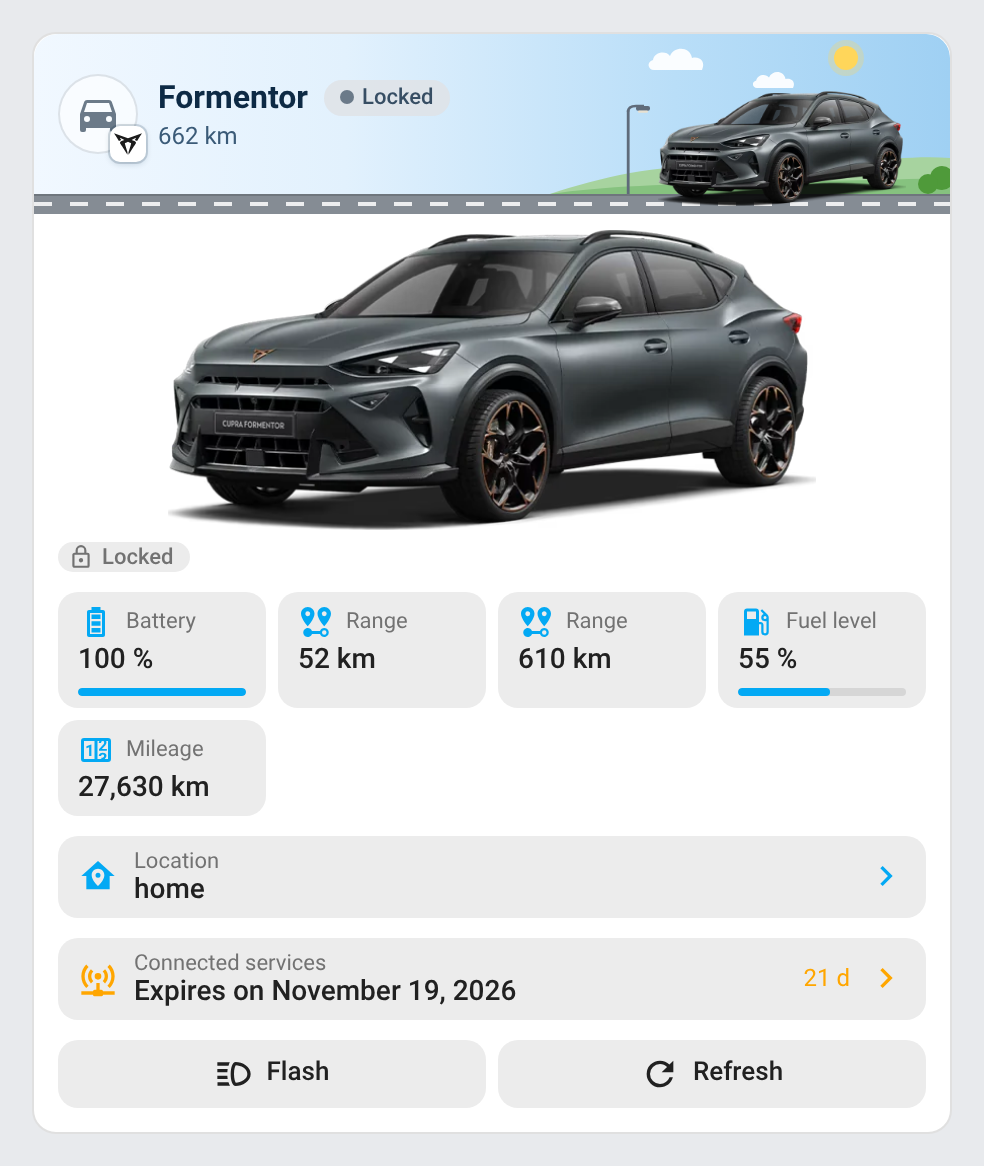 Formentor
Locked
662 km
CUPRA FORMENTOR
Locked
Battery
100 %
Range
52 km
Range
610 km
Fuel level
55 %
Mileage
27,630 km
Location
home
Connected services
Expires on November 19, 2026
21 d
Flash
Refresh